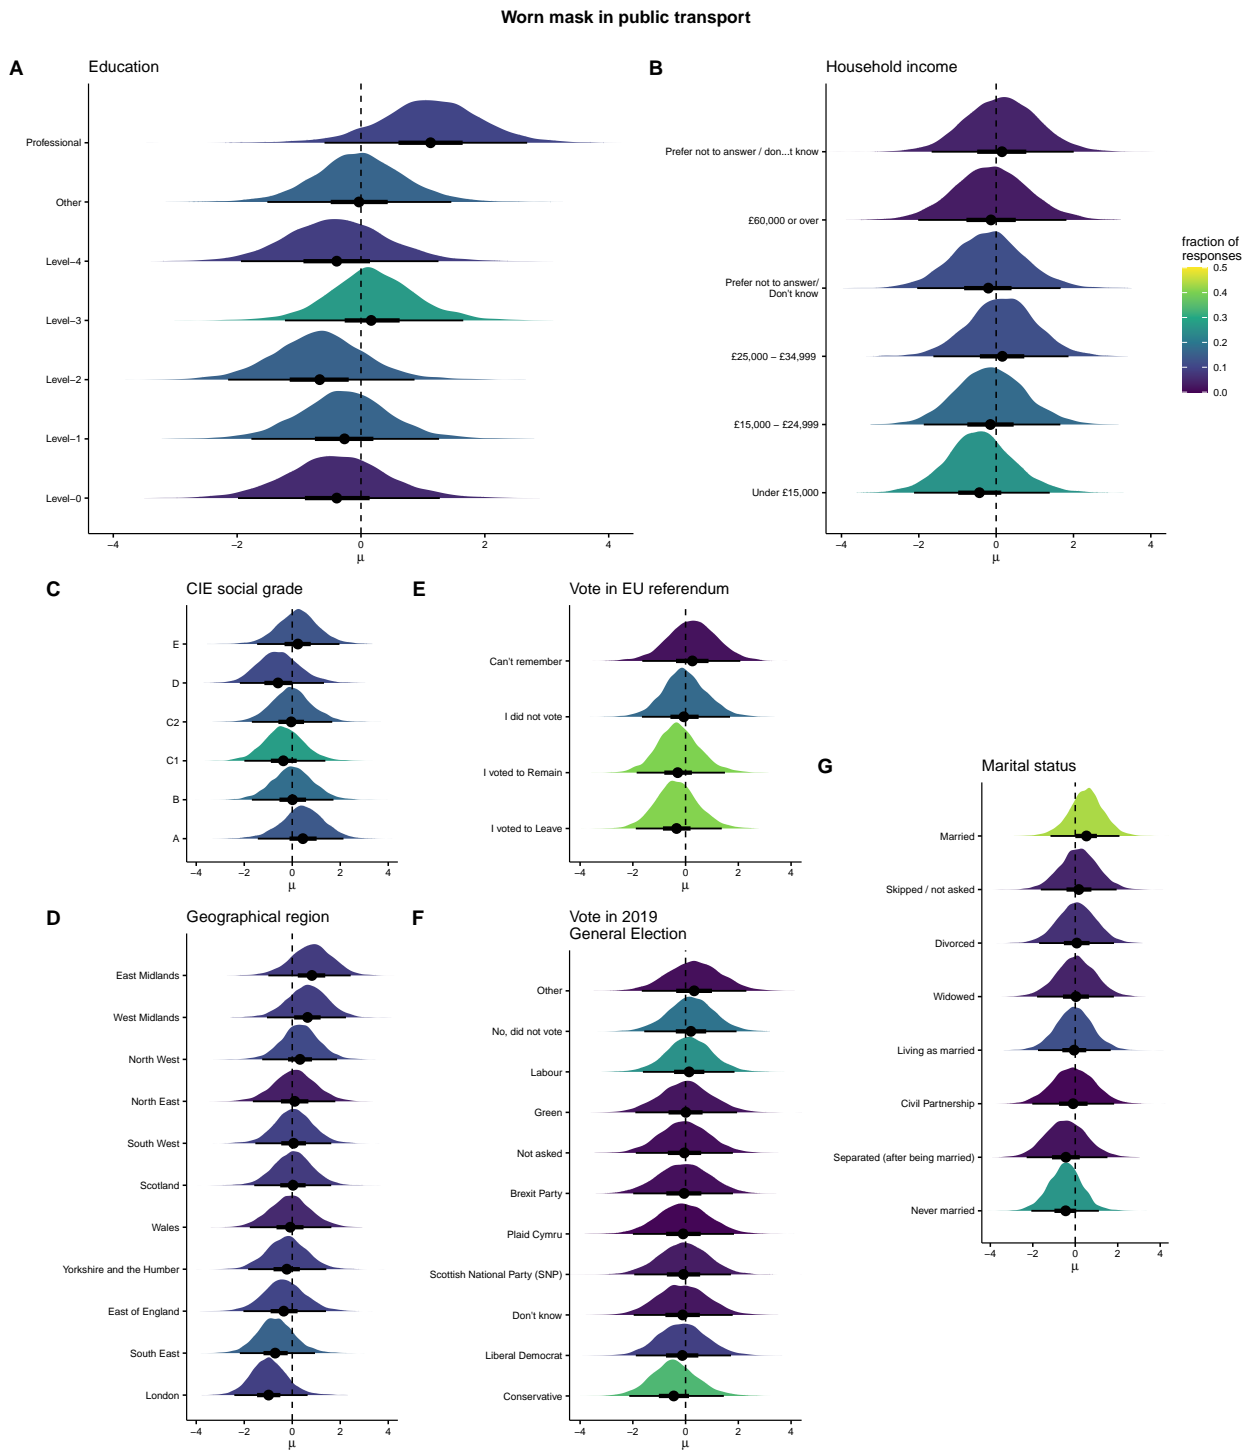 Worn mask in public transport
A
Education
Professional
Other
Level−4
Level−3
Level−2
Level−1
Level−0
−4 −2 0 2 4
μ
B
Household income
Prefer not to answer / don...t know
£60,000 or over
Prefer not to answer/
Don't know
£25,000 − £34,999
£15,000 − £24,999
Under £15,000
−4 −2 0 2 4
μ
fraction of
responses
0.5
0.4
0.3
0.2
0.1
0.0
C
CIE social grade
E
D
C2
C1
B
A
−4 −2 0 2 4
μ
E
Vote in EU referendum
Can't remember
I did not vote
I voted to Remain
I voted to Leave
−4 −2 0 2 4
μ
D
Geographical region
East Midlands
West Midlands
North West
North East
South West
Scotland
Wales
Yorkshire and the Humber
East of England
South East
London
−4 −2 0 2 4
μ
F
Vote in 2019
General Election
Other
No, did not vote
Labour
Green
Not asked
Brexit Party
Plaid Cymru
Scottish National Party (SNP)
Don't know
Liberal Democrat
Conservative
−4 −2 0 2 4
μ
G
Marital status
Married
Skipped / not asked
Divorced
Widowed
Living as married
Civil Partnership
Separated (after being married)
Never married
−4 −2 0 2 4
μ